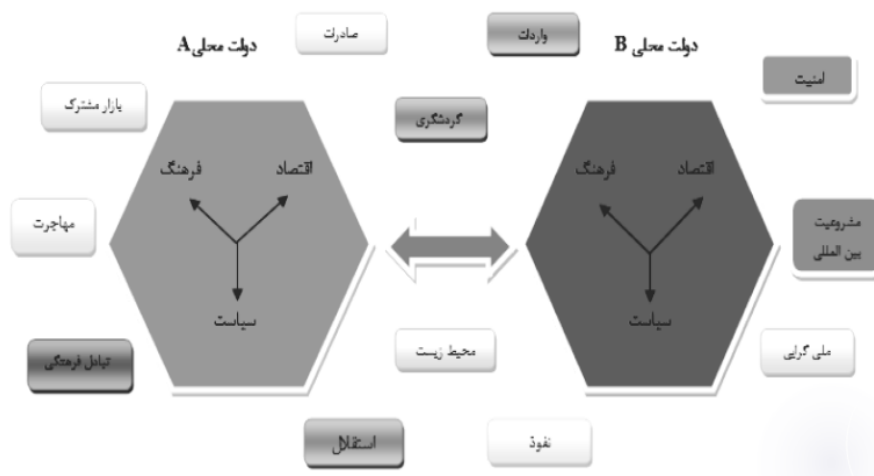 صادرات
واردات
دولت محلی A
دولت محلی B
امنیت
بازار مشترک
گردشگری
فرهنگ
اقتصاد
فرهنگ
اقتصاد
مهاجرت
مشروعیت
بین المللی
سیاست
سیاست
تبادل فرهنگی
محیط زیست
ملی گرایی
استقلال
نفوذ